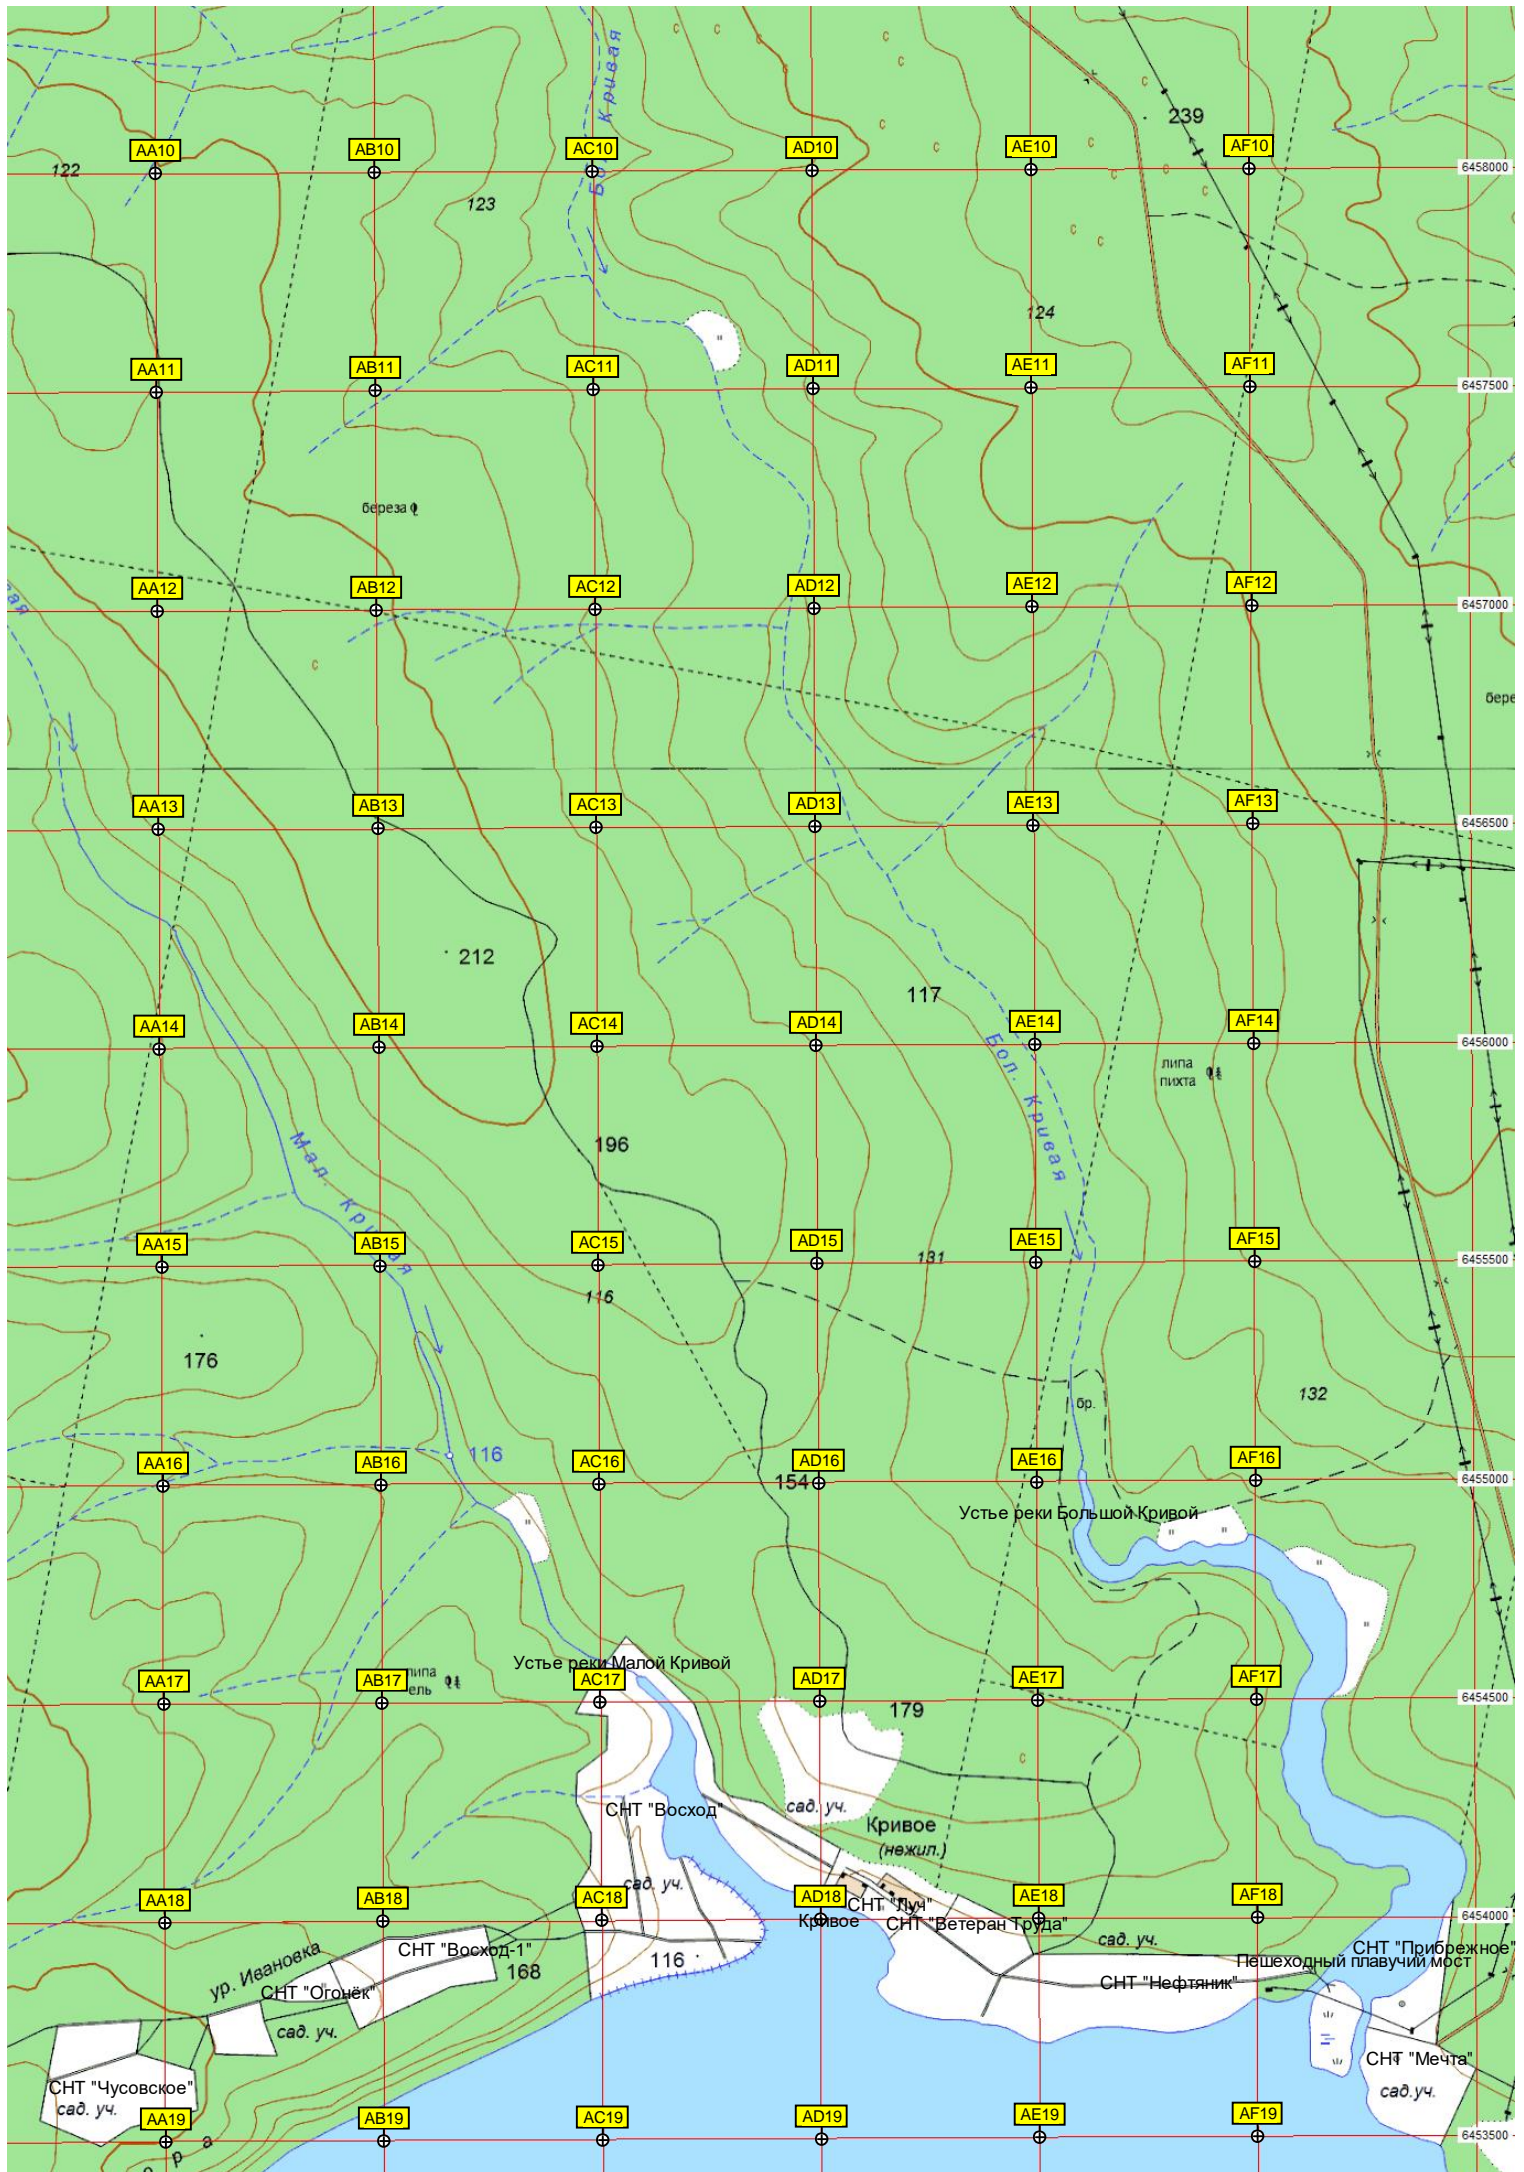 Бол. Кривая
239
AA10
AB10
AC10
AD10
AE10
AF10
6458000
122
123
124
AA11
AB11
AC11
AD11
AE11
AF11
6457500
береза
AA12
AB12
AC12
AD12
AE12
AF12
6457000
вая
бере
AA13
AB13
AC13
AD13
AE13
AF13
6456500
212
117
AA14
AB14
AC14
AD14
AE14
AF14
6456000
Бол. Кривая
липа
пихта
Мал. Кривая
196
AA15
AB15
AC15
AD15
AE15
AF15
6455500
131
116
176
132
бр.
AA16
AB16
116
AC16
AD16
AE16
AF16
6455000
154
Устье реки Большой Кривой
Устье реки Малой Кривой
AA17
AB17
липа
ель
AC17
AD17
AE17
AF17
6454500
179
СНТ "Восход"
сад. уч.
Кривое
(нежил.)
сад. уч.
AA18
AB18
AC18
AD18
AE18
AF18
6454000
СНТ "Луч"
Кривое
СНТ "Ветеран Труда"
сад. уч.
СНТ "Прибрежное"
Пешеходный плавучий мост
СНТ "Восход-1"
ур. Ивановка
168
116
СНТ "Огонёк"
СНТ "Нефтяник"
сад. уч.
СНТ "Мечта"
сад.уч.
СНТ "Чусовское"
сад. уч.
AA19
AB19
AC19
AD19
AE19
AF19
6453500
ора